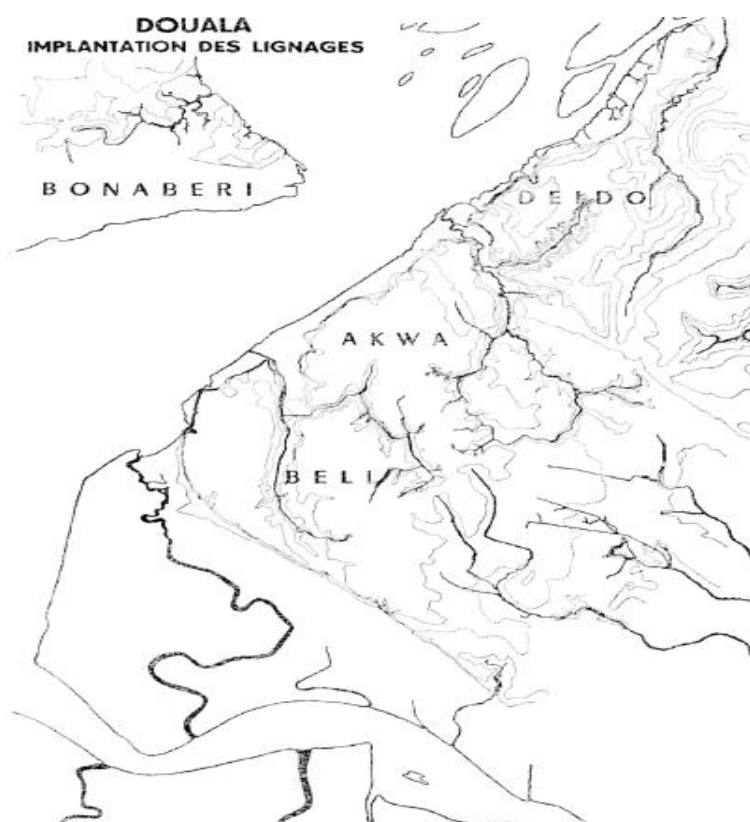 DOUALA
IMPLANTATION DES LIGNAGES
BONABERI
DEIDO
AKWA
BELI